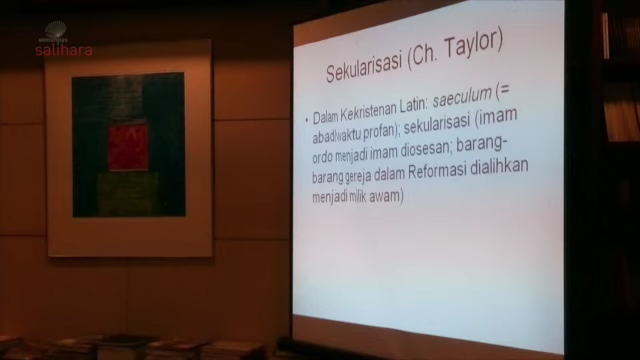 komunitas
salihara
Sekularisasi (Ch. Taylor)
• Dalam Kekristenan Latin: saeculum (=
abad/waktu profan); sekularisasi (imam
ordo menjadi imam diosesan; barang-
barang gereja dalam Reformasi dialihkan
menjadi milik awam)